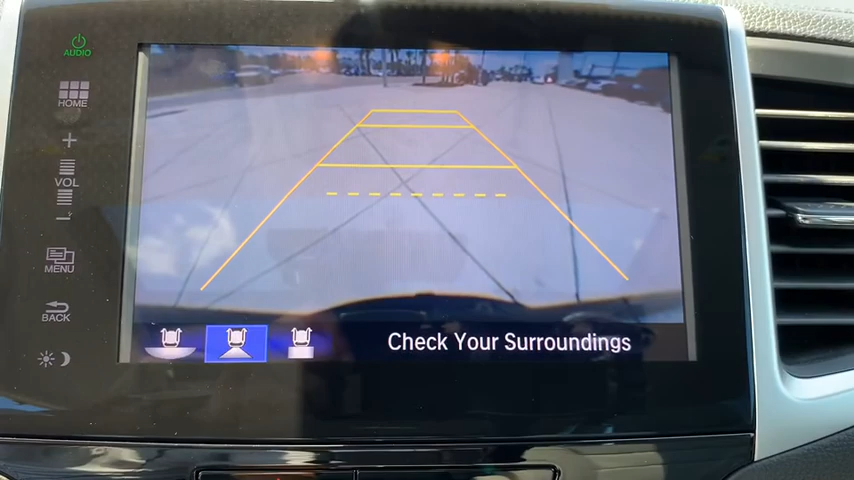 AUDIO
HOME
+
VOL
-
MENU
BACK
Check Your Surroundings